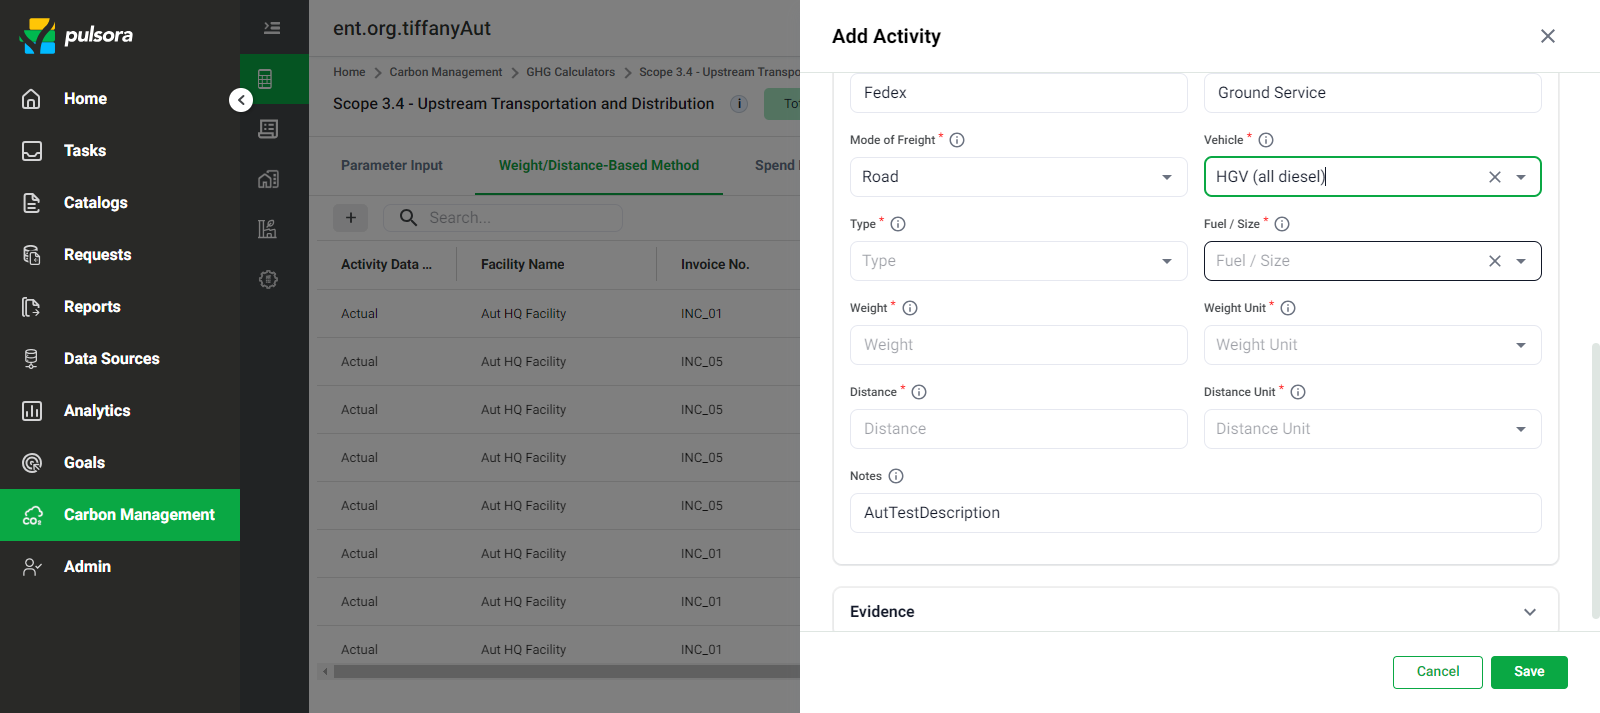 pulsora
Home
Tasks
Catalogs
Requests
Reports
Data Sources
Analytics
Goals
Carbon Management
Admin
ent.org.tiffanyAut
Home > Carbon Management > GHG Calculators > Scope 3.4 - Upstream Transpo
Scope 3.4 - Upstream Transportation and Distribution
To
Parameter Input
Weight/Distance-Based Method
Spend
+
Search...
Activity Data ... Facility Name Invoice No.
Actual Aut HQ Facility INC_01
Actual Aut HQ Facility INC_05
Actual Aut HQ Facility INC_05
Actual Aut HQ Facility INC_05
Actual Aut HQ Facility INC_05
Actual Aut HQ Facility INC_01
Actual Aut HQ Facility INC_01
Actual Aut HQ Facility INC_01
Add Activity
Fedex
Ground Service
Mode of Freight *
Road
Vehicle *
HGV (all diesel)
Type *
Type
Fuel / Size *
Fuel / Size
Weight *
Weight
Weight Unit *
Weight Unit
Distance *
Distance
Distance Unit *
Distance Unit
Notes
AutTestDescription
Evidence
Cancel
Save